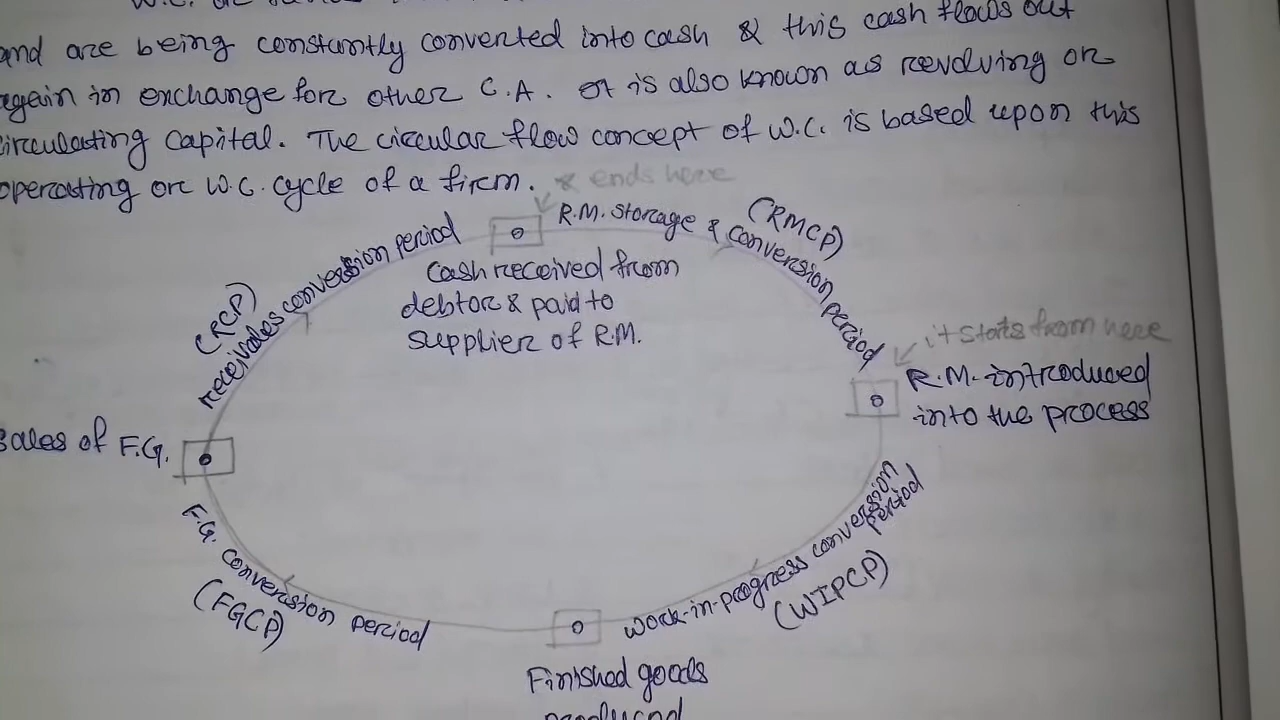 W.C. are
and are being constantly converted into cash & this cash flows out
again in exchange for other C.A. It is also known as revolving or
circulating capital. The circular flow concept of W.C. is based upon this
operating or W.C. cycle of a firm.
& ends here
R.M. storage & conversion period
(RMCP)
receivales conversion period
(RCP)
Cash received from
debtor & paid to
supplier of R.M.
it starts from here
R.M. introduced
into the process
Sales of F.G.
work-in-progress conversion
period
(WIPCP)
F.G. conversion period
(FGCP)
Finished goods
produced